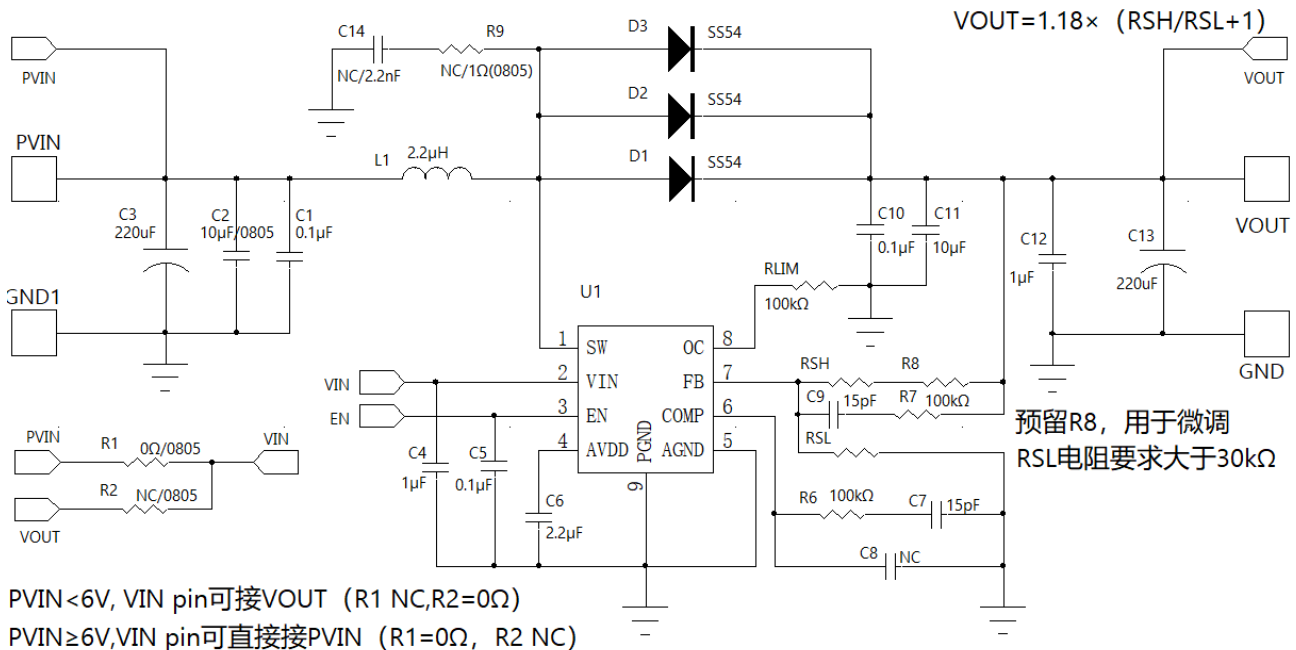 VOUT=1.18×（RSH/RSL+1）
C14
R9
D3
SS54
PVIN
NC/2.2nF
NC/1Ω(0805)
VOUT
D2
SS54
PVIN
L1
2.2μH
D1
SS54
C3
220uF
C2
10μF/0805
C1
0.1μF
C10
0.1μF
C11
10μF
C12
1μF
C13
220uF
VOUT
GND1
U1
RLIM
100kΩ
GND
1
SW
OC
8
VIN
2
VIN
FB
7
RSH
R8
EN
3
EN
COMP
6
C9
15pF
R7
100kΩ
4
AVDD
PGND
AGND
5
RSL
9
预留R8，用于微调
RSL电阻要求大于30kΩ
PVIN
R1
0Ω/0805
VIN
R2
NC/0805
VOUT
C4
1μF
C5
0.1μF
C6
2.2μF
R6
100kΩ
C7
15pF
C8
NC
PVIN<6V, VIN pin可接VOUT（R1 NC,R2=0Ω）
PVIN≥6V,VIN pin可直接接PVIN（R1=0Ω，R2 NC）